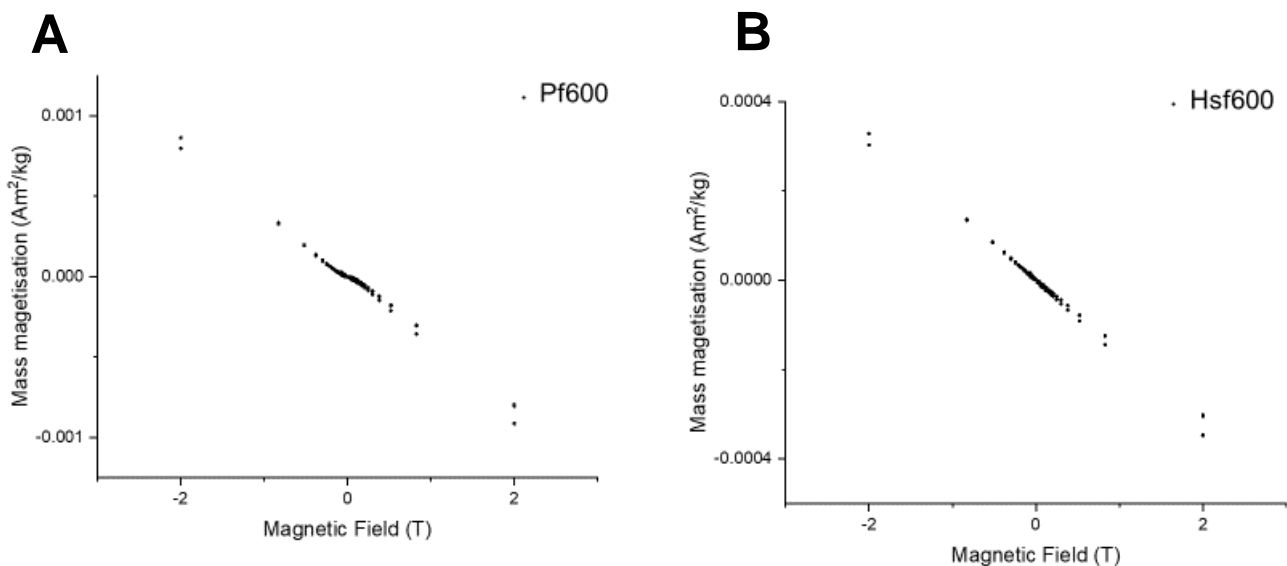 A
Pf600
0.001
0.000
-0.001
Mass magetisation (Am²/kg)
-2
0
2
Magnetic Field (T)
B
Hsf600
0.0004
0.0000
-0.0004
Mass magetisation (Am²/kg)
-2
0
2
Magnetic Field (T)